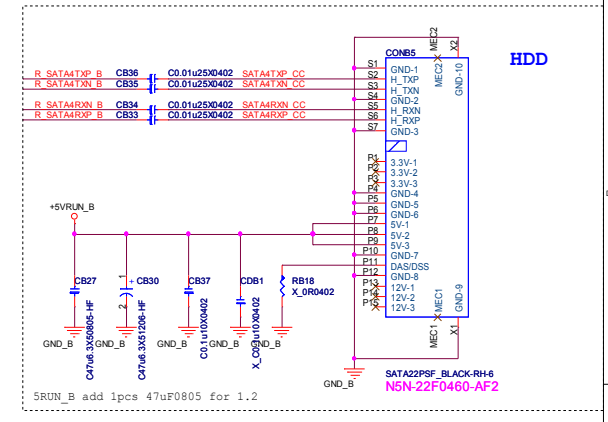 HDD
MEC2
X2
CONB5
R_SATA4TXP_B CB36 C0.01u25X0402 SATA4TXP_CC S1 GND-1
R_SATA4TXN_B CB35 C0.01u25X0402 SATA4TXN_CC S2 H_TXP
S3 H_TXN
S4 GND-2
R_SATA4RXN_B CB34 C0.01u25X0402 SATA4RXN_CC S5 H_RXN
R_SATA4RXP_B CB33 C0.01u25X0402 SATA4RXP_CC S6 H_RXP
S7 GND-3
MEC2
GND-10
P1 3.3V-1
P2 3.3V-2
P3 3.3V-3
P4 GND-4
P5 GND-5
P6 GND-6
P7 5V-1
P8 5V-2
P9 5V-3
P10 GND-7
P11 DAS/DSS
P12 GND-8
P13 12V-1
P14 12V-2
P15 12V-3
MEC1
GND-9
MEC1
X1
+5VRUN_B
CB27
C47u6.3X50805-HF
1
+ CB30
2
C47u6.3X51206-HF
CB37
C0.1u10X0402
CDB1
X_C0.1u10X0402
RB18
X_0R0402
GND_B GND_B GND_B GND_B
GND_B
SATA22PSF_BLACK-RH-6
N5N-22F0460-AF2
5RUN_B add 1pcs 47uF0805 for 1.2